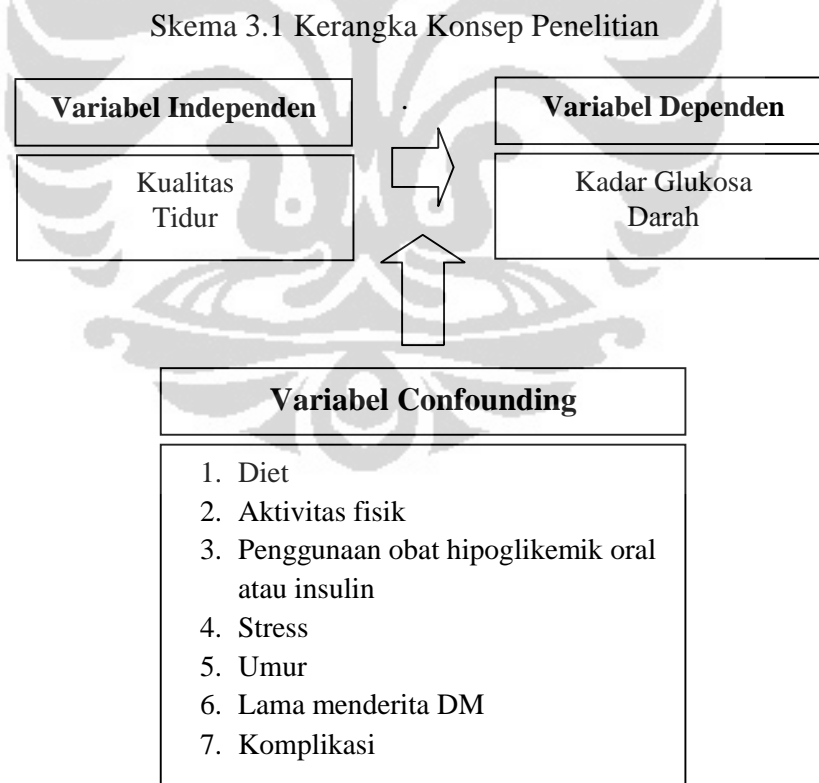 Skema 3.1 Kerangka Konsep Penelitian
Variabel Independen
.
Variabel Dependen
Kualitas
Tidur
Kadar Glukosa
Darah
Variabel Confounding
1. Diet
2. Aktivitas fisik
3. Penggunaan obat hipoglikemik oral
atau insulin
4. Stress
5. Umur
6. Lama menderita DM
7. Komplikasi